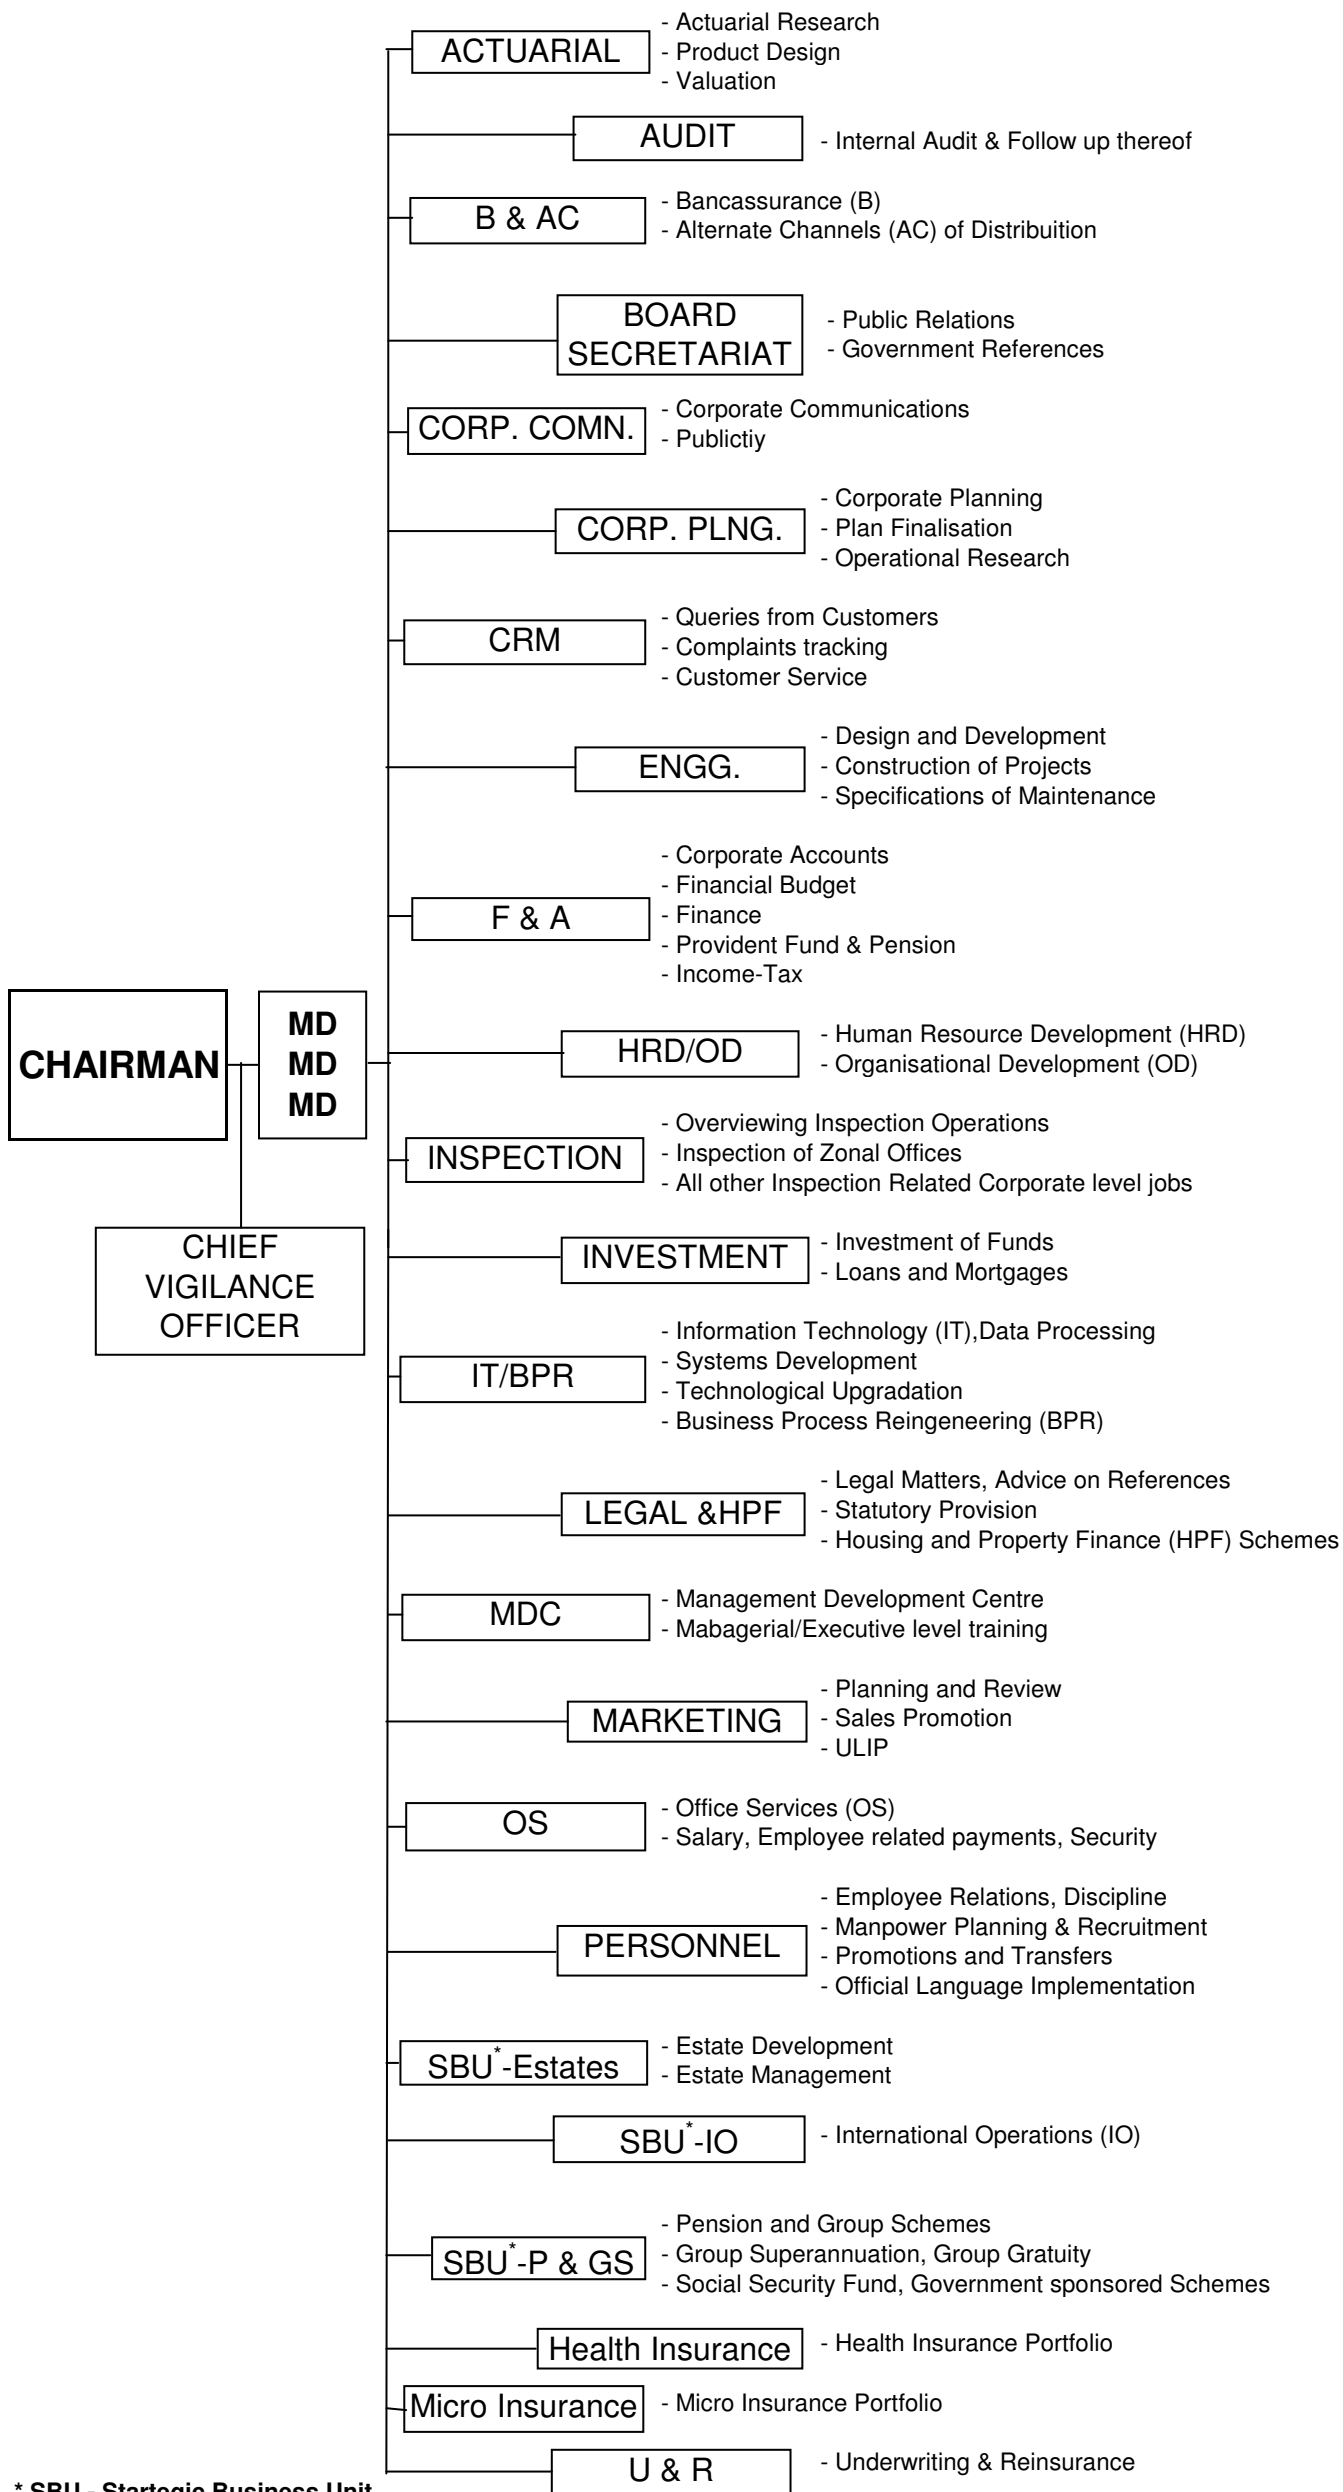 ACTUARIAL
- Actuarial Research
- Product Design
- Valuation
AUDIT
- Internal Audit & Follow up thereof
B & AC
- Bancassurance (B)
- Alternate Channels (AC) of Distribuition
BOARD
SECRETARIAT
- Public Relations
- Government References
CORP. COMN.
- Corporate Communications
- Publictiy
CORP. PLNG.
- Corporate Planning
- Plan Finalisation
- Operational Research
CRM
- Queries from Customers
- Complaints tracking
- Customer Service
ENGG.
- Design and Development
- Construction of Projects
- Specifications of Maintenance
F & A
- Corporate Accounts
- Financial Budget
- Finance
- Provident Fund & Pension
- Income-Tax
CHAIRMAN
MD
MD
MD
HRD/OD
- Human Resource Development (HRD)
- Organisational Development (OD)
INSPECTION
- Overviewing Inspection Operations
- Inspection of Zonal Offices
- All other Inspection Related Corporate level jobs
CHIEF
VIGILANCE
OFFICER
INVESTMENT
- Investment of Funds
- Loans and Mortgages
IT/BPR
- Information Technology (IT),Data Processing
- Systems Development
- Technological Upgradation
- Business Process Reingeneering (BPR)
LEGAL &HPF
- Legal Matters, Advice on References
- Statutory Provision
- Housing and Property Finance (HPF) Schemes
MDC
- Management Development Centre
- Mabagerial/Executive level training
MARKETING
- Planning and Review
- Sales Promotion
- ULIP
OS
- Office Services (OS)
- Salary, Employee related payments, Security
PERSONNEL
- Employee Relations, Discipline
- Manpower Planning & Recruitment
- Promotions and Transfers
- Official Language Implementation
SBU*-Estates
- Estate Development
- Estate Management
SBU*-IO
- International Operations (IO)
SBU*-P & GS
- Pension and Group Schemes
- Group Superannuation, Group Gratuity
- Social Security Fund, Government sponsored Schemes
Health Insurance
- Health Insurance Portfolio
Micro Insurance
- Micro Insurance Portfolio
U & R
- Underwriting & Reinsurance
* SBU - Startegic Business Unit